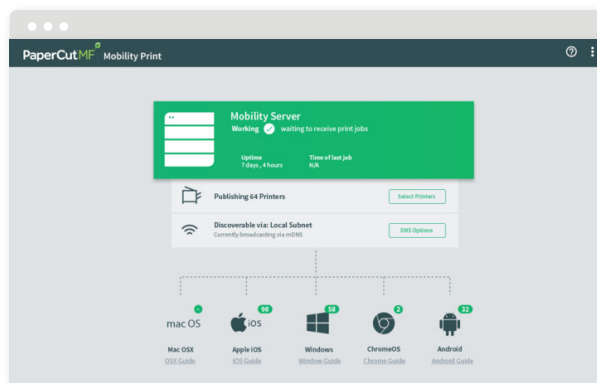 PaperCut MF Mobility Print
Mobility Server
Working waiting to receive print jobs
Uptime Time of last job
7 days, 4 hours N/A
Publishing 64 Printers Select Printers
Discoverable via: Local Subnet
Currently broadcasting via mDNS
DNS Options
- 98 58 2 32
mac OS iOS
Mac OSX Apple iOS Windows ChromeOS Android
OSX Guide iOS Guide Window Guide Chrome Guide Android Guide